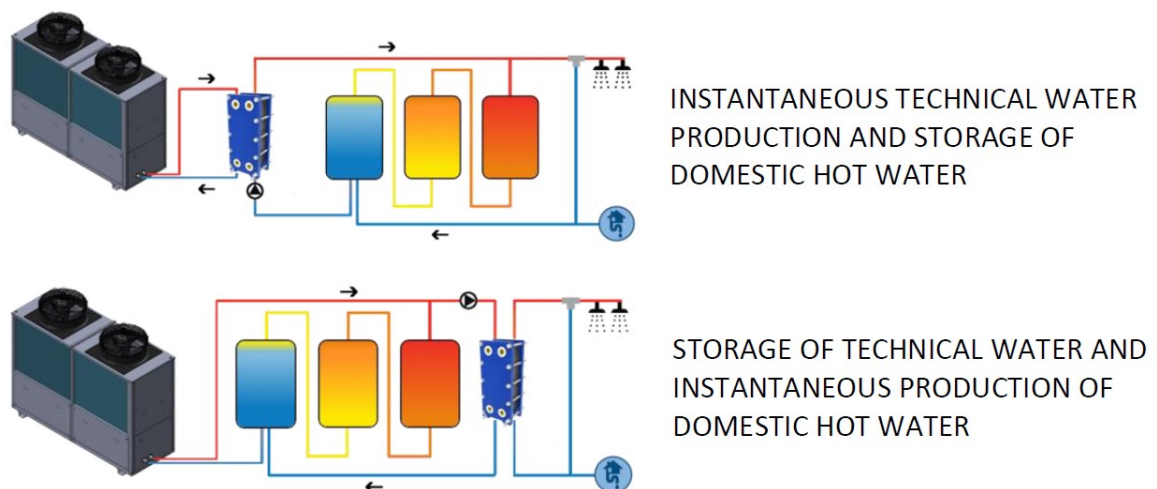 INSTANTANEOUS TECHNICAL WATER
PRODUCTION AND STORAGE OF
DOMESTIC HOT WATER
STORAGE OF TECHNICAL WATER AND
INSTANTANEOUS PRODUCTION OF
DOMESTIC HOT WATER